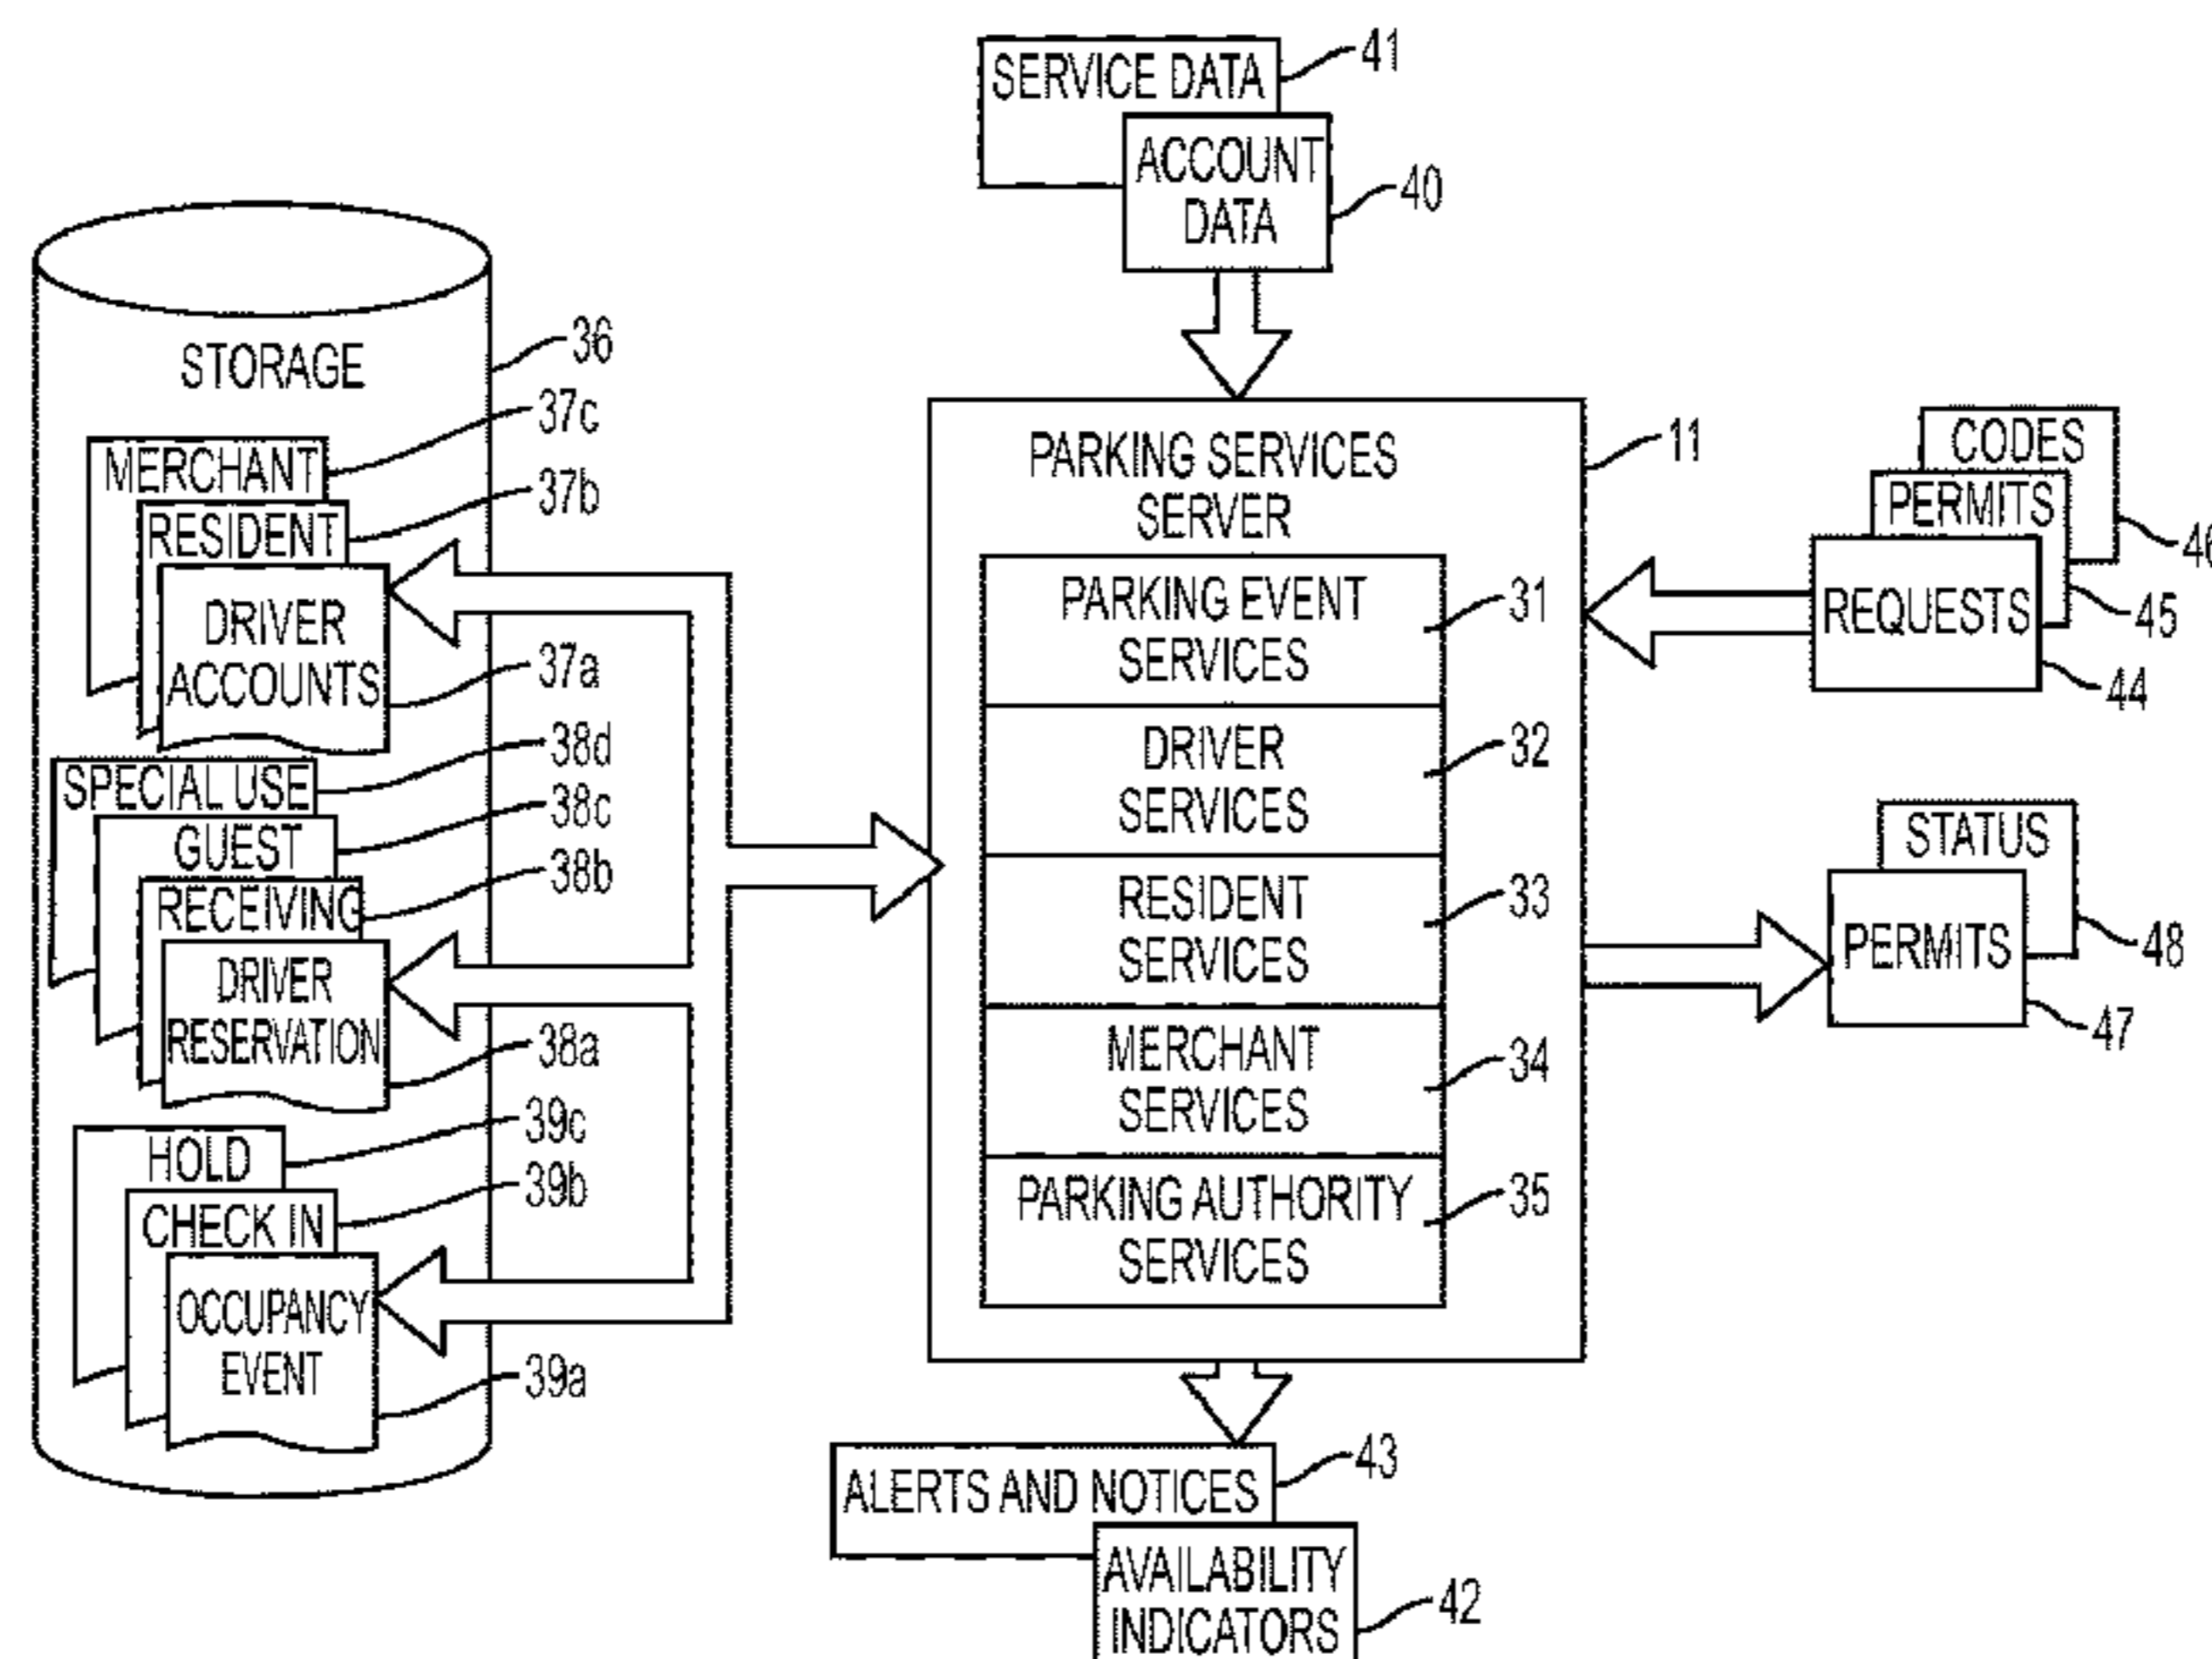 SERVICE DATA
41
ACCOUNT
DATA
40
STORAGE
36
MERCHANT
37c
RESIDENT
37b
DRIVER
ACCOUNTS
37a
SPECIAL USE
38d
GUEST
38c
RECEIVING
38b
DRIVER
RESERVATION
38a
HOLD
39c
CHECK IN
39b
OCCUPANCY
EVENT
39a
PARKING SERVICES
SERVER
11
PARKING EVENT
SERVICES
31
DRIVER
SERVICES
32
RESIDENT
SERVICES
33
MERCHANT
SERVICES
34
PARKING AUTHORITY
SERVICES
35
CODES
46
PERMITS
45
REQUESTS
44
STATUS
48
PERMITS
47
ALERTS AND NOTICES
43
AVAILABILITY
INDICATORS
42